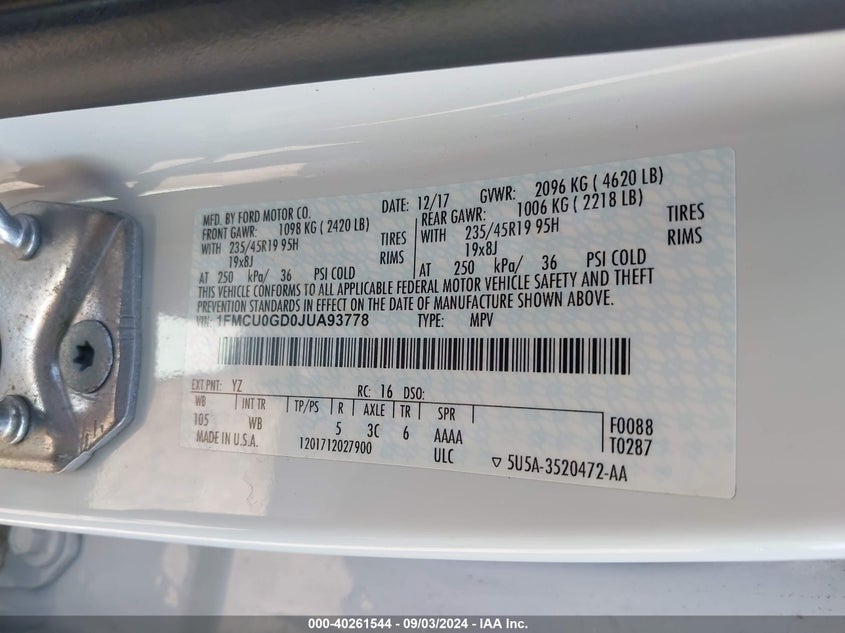 MFD. BY FORD MOTOR CO. DATE: 12/17 GVWR: 2096 KG ( 4620 LB)
FRONT GAWR: 1098 KG ( 2420 LB) REAR GAWR: 1006 KG ( 2218 LB)
WITH 235/45R19 95H TIRES WITH 235/45R19 95H TIRES
19x8J RIMS 19x8J RIMS
AT 250 kPa/ 36 PSI COLD AT 250 kPa/ 36 PSI COLD
THIS VEHICLE CONFORMS TO ALL APPLICABLE FEDERAL MOTOR VEHICLE SAFETY AND THEFT
PREVENTION STANDARDS IN EFFECT ON THE DATE OF MANUFACTURE SHOWN ABOVE.
VIN: 1FMCU0GD0JUA93778 TYPE: MPV
EXT PNT: YZ RC: 16 DSO:
WB INT TR TP/PS R AXLE TR SPR
105 WB 5 3C 6 AAAA F0088
MADE IN U.S.A. 1201712027900 ULC T0287
▽ 5U5A-3520472-AA
000-40261544 - 09/03/2024 - IAA Inc.